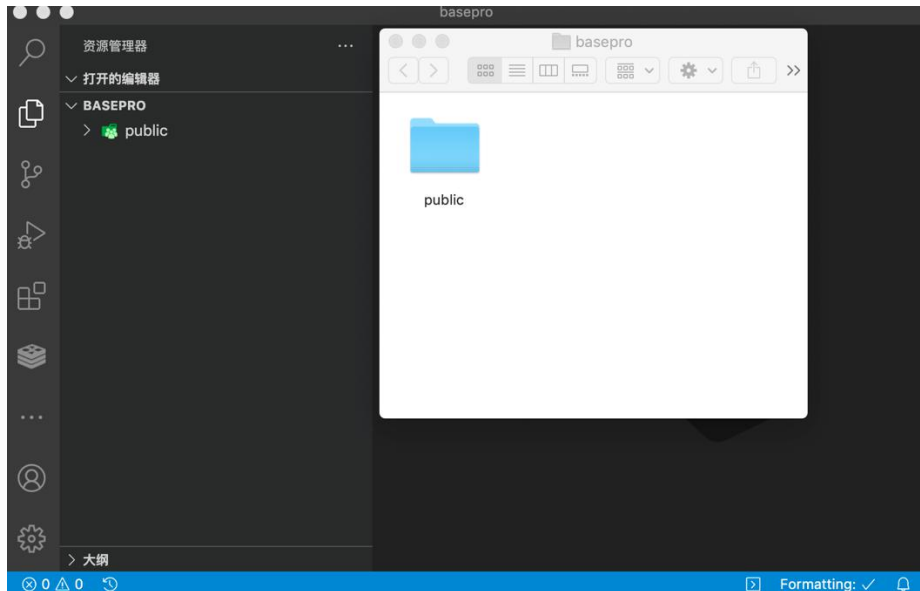 basepro
资源管理器
···
打开的编辑器
BASEPRO
public
大纲
0 0
Formatting: ✓
basepro
public